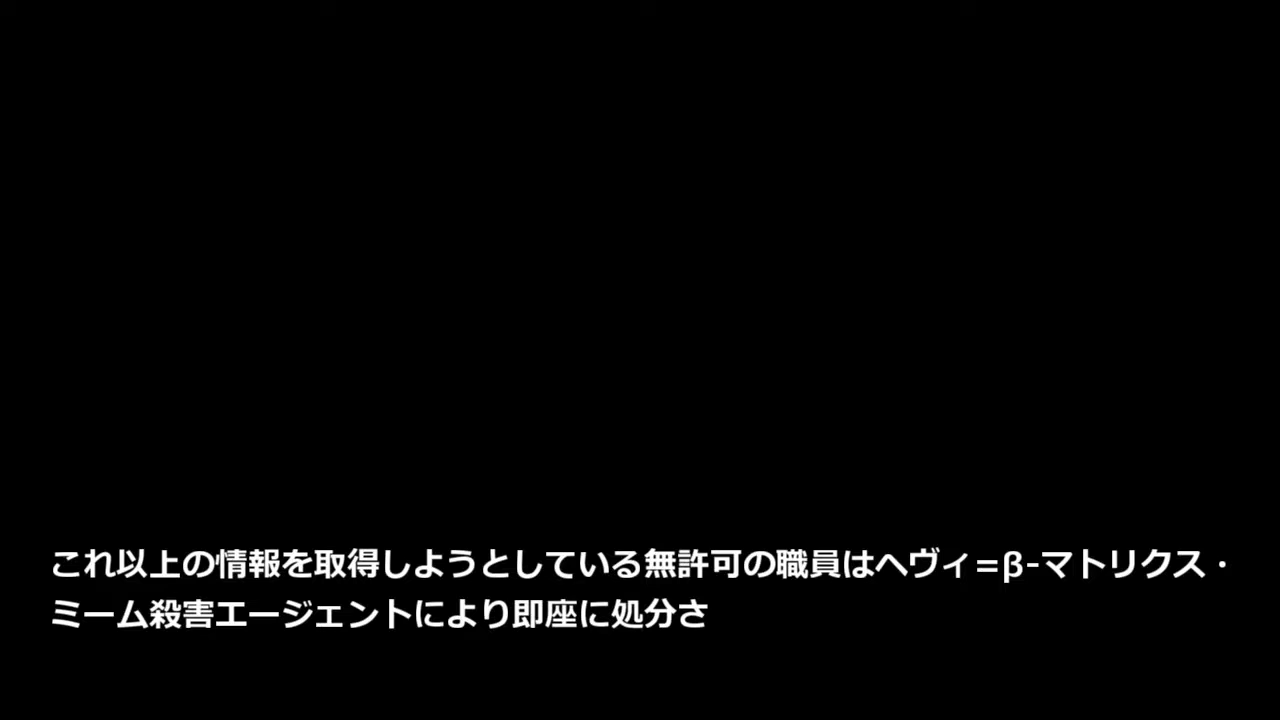 これ以上の情報を取得しようとしている無許可の職員はヘヴィ=β-マトリクス・
ミーム殺害エージェントにより即座に処分さ